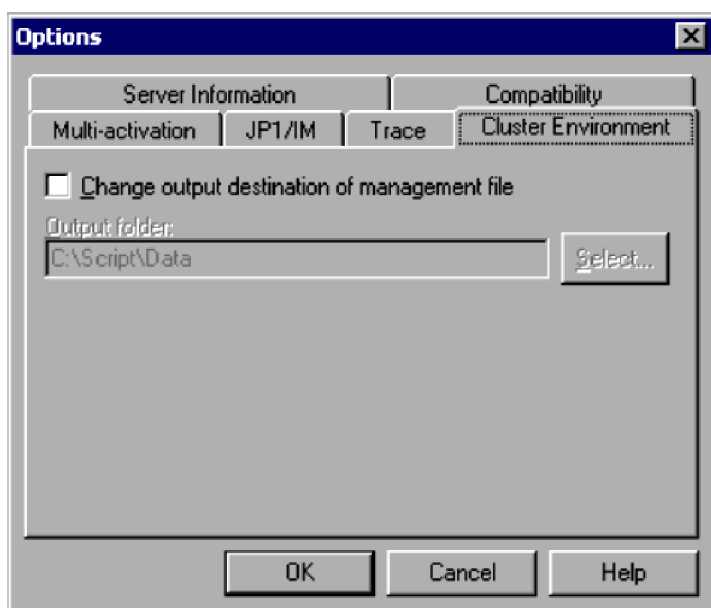 Options
Server Information
Compatibility
Multi-activation
JP1/IM
Trace
Cluster Environment
Change output destination of management file
Output folder:
C:\Script\Data
Select...
OK
Cancel
Help